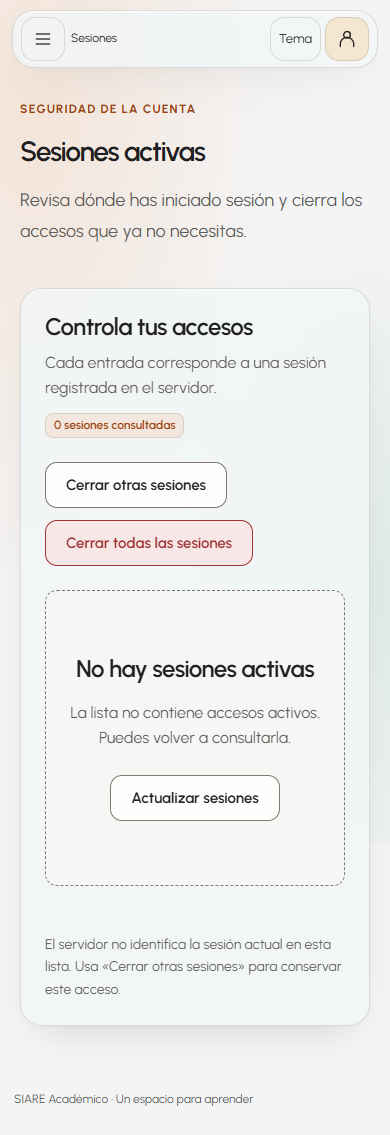 Sesiones
Tema
SEGURIDAD DE LA CUENTA
Sesiones activas
Revisa dónde has iniciado sesión y cierra los
accesos que ya no necesitas.
Controla tus accesos
Cada entrada corresponde a una sesión
registrada en el servidor.
0 sesiones consultadas
Cerrar otras sesiones
Cerrar todas las sesiones
No hay sesiones activas
La lista no contiene accesos activos.
Puedes volver a consultarla.
Actualizar sesiones
El servidor no identifica la sesión actual en esta
lista. Usa «Cerrar otras sesiones» para conservar
este acceso.
SIARE Académico · Un espacio para aprender